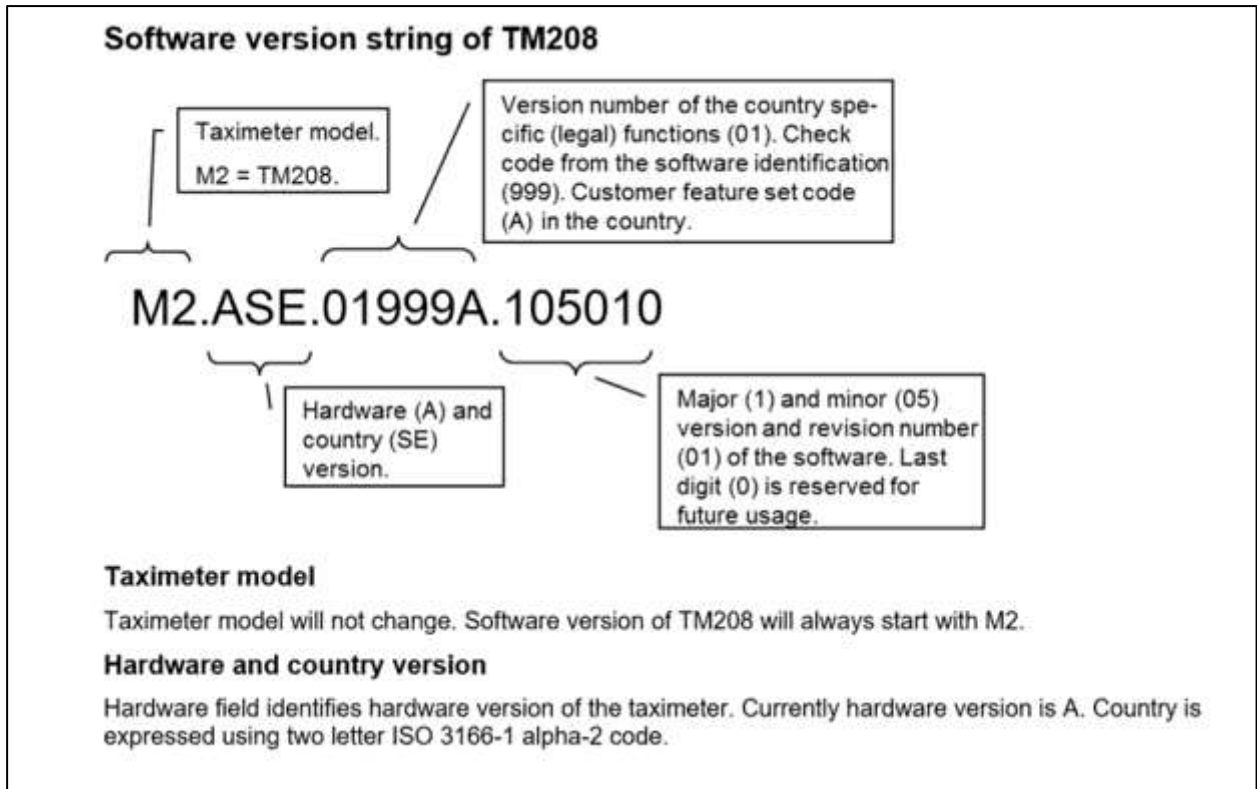 Software version string of TM208
Taximeter model.
M2 = TM208.
Version number of the country spe-
cific (legal) functions (01). Check
code from the software identification
(999). Customer feature set code
(A) in the country.
M2.ASE.01999A.105010
Hardware (A) and
country (SE)
version.
Major (1) and minor (05)
version and revision number
(01) of the software. Last
digit (0) is reserved for
future usage.
Taximeter model
Taximeter model will not change. Software version of TM208 will always start with M2.
Hardware and country version
Hardware field identifies hardware version of the taximeter. Currently hardware version is A. Country is
expressed using two letter ISO 3166-1 alpha-2 code.